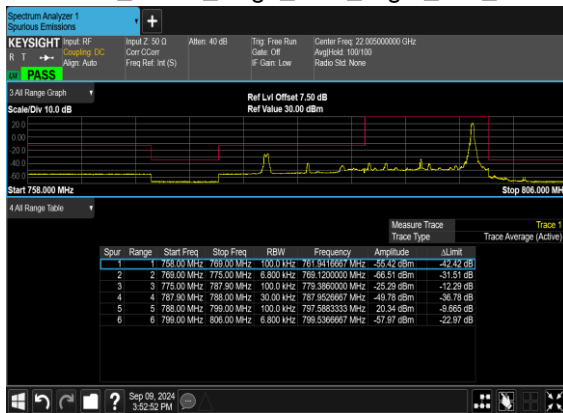 Spectrum Analyzer 1
Spurious Emissions
KEYSIGHT Input: RF Input Z: 50 Ω Atten: 40 dB Trig: Free Run Center Freq: 22.005000000 GHz
R T Coupling: DC Corr CCorr Gate: Off Avg|Hold: 100/100
Align: Auto Freq Ref: Int (S) IF Gain: Low Radio Std: None
PASS
3 All Range Graph
Ref Lvl Offset 7.50 dB
Scale/Div 10.0 dB Ref Value 30.00 dBm
20.0
0.00
-20.0
-40.0
-60.0
Start 758.000 MHz Stop 806.000 MH
4 All Range Table
Measure Trace Trace 1
Trace Type Trace Average (Active)
Spur Range Start Freq Stop Freq RBW Frequency Amplitude ΔLimit
1 1 758.00 MHz 769.00 MHz 100.0 kHz 761.9416667 MHz -55.42 dBm -42.42 dB
2 2 769.00 MHz 775.00 MHz 6.800 kHz 769.1200000 MHz -66.51 dBm -31.51 dB
3 3 775.00 MHz 787.90 MHz 100.0 kHz 779.3860000 MHz -25.29 dBm -12.29 dB
4 4 787.90 MHz 788.00 MHz 30.00 kHz 787.9526667 MHz -49.78 dBm -36.78 dB
5 5 788.00 MHz 799.00 MHz 100.0 kHz 797.5883333 MHz 20.34 dBm -9.665 dB
6 6 799.00 MHz 806.00 MHz 6.800 kHz 799.5366667 MHz -57.97 dBm -22.97 dB
Sep 09, 2024
3:52:52 PM